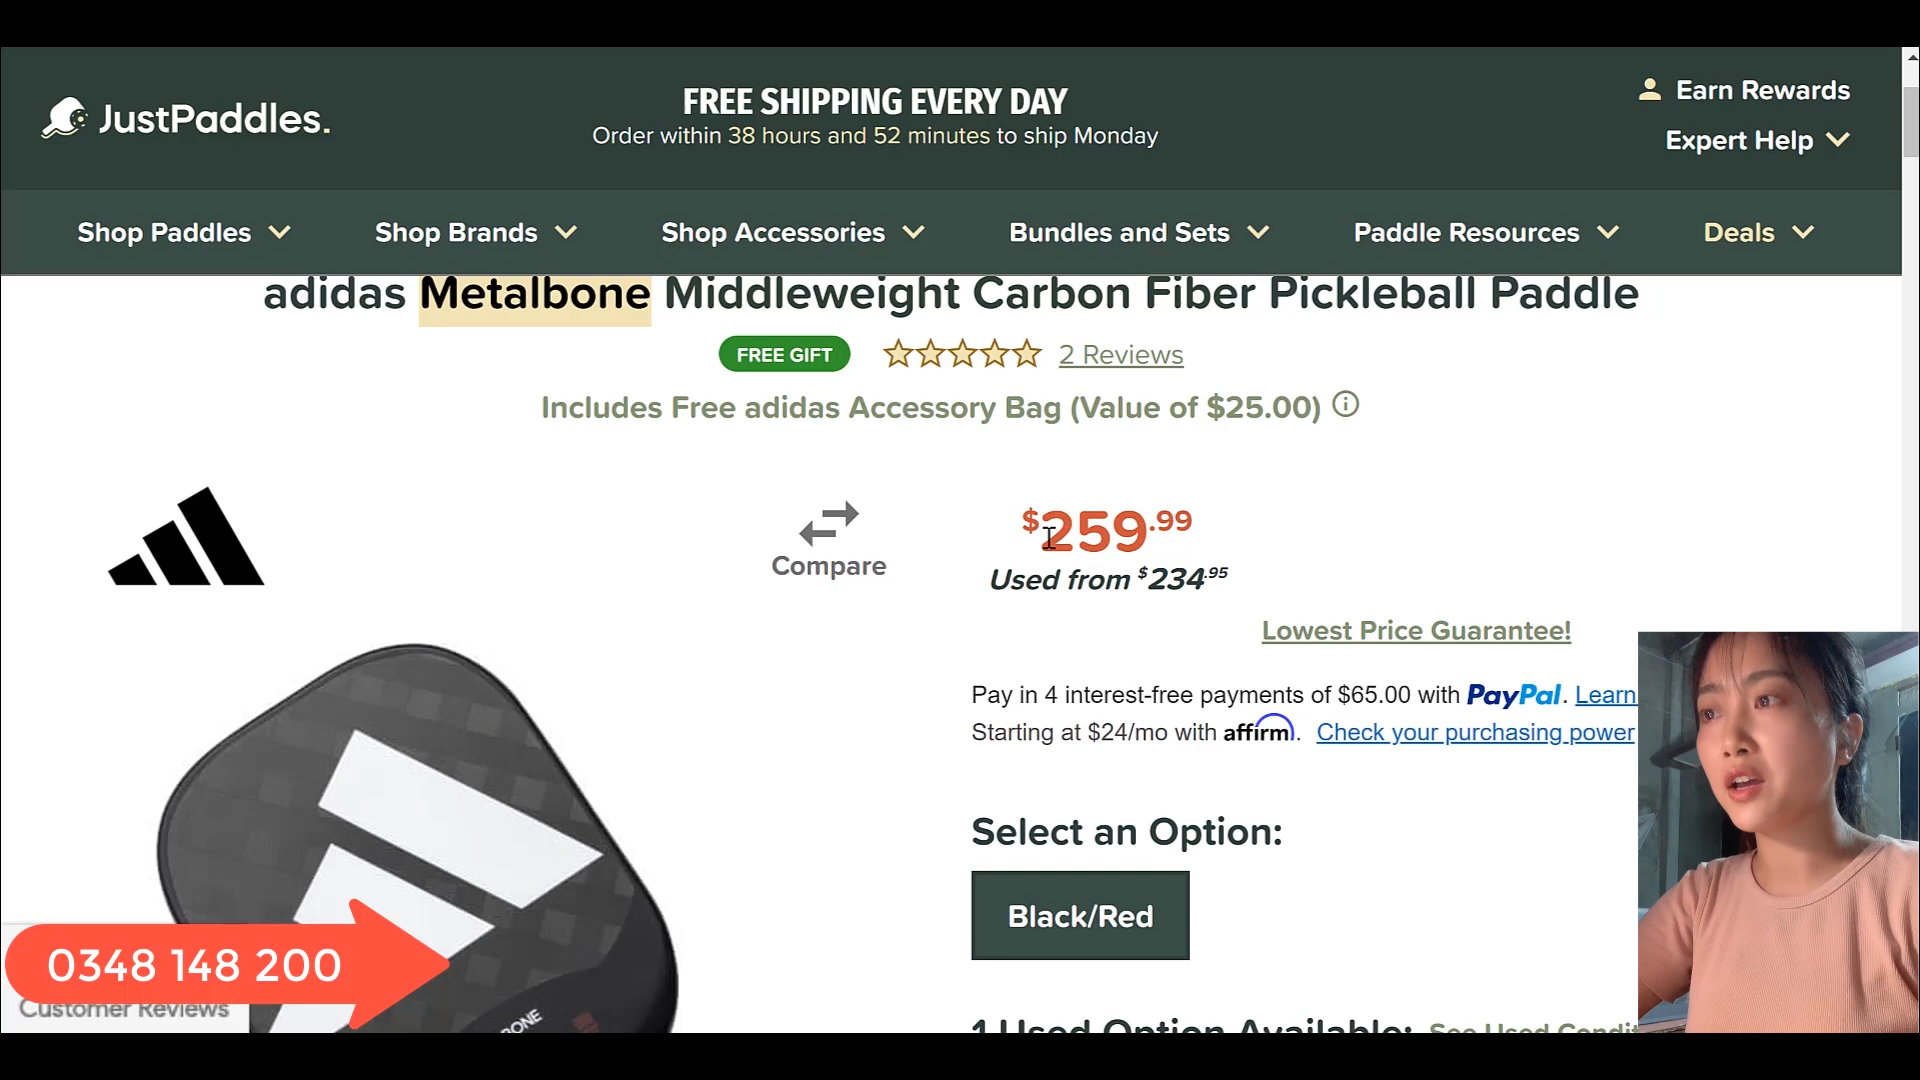 JustPaddles.
FREE SHIPPING EVERY DAY
Order within 38 hours and 52 minutes to ship Monday
Earn Rewards
Expert Help
Shop Paddles
Shop Brands
Shop Accessories
Bundles and Sets
Paddle Resources
Deals
adidas Metalbone Middleweight Carbon Fiber Pickleball Paddle
FREE GIFT
2 Reviews
Includes Free adidas Accessory Bag (Value of $25.00)
Compare
$259.99
Used from $234.95
Lowest Price Guarantee!
Pay in 4 interest-free payments of $65.00 with PayPal. Learn
Starting at $24/mo with affirm. Check your purchasing power
Select an Option:
Black/Red
0348 148 200
Customer Reviews
1 Used Option Available: See Used